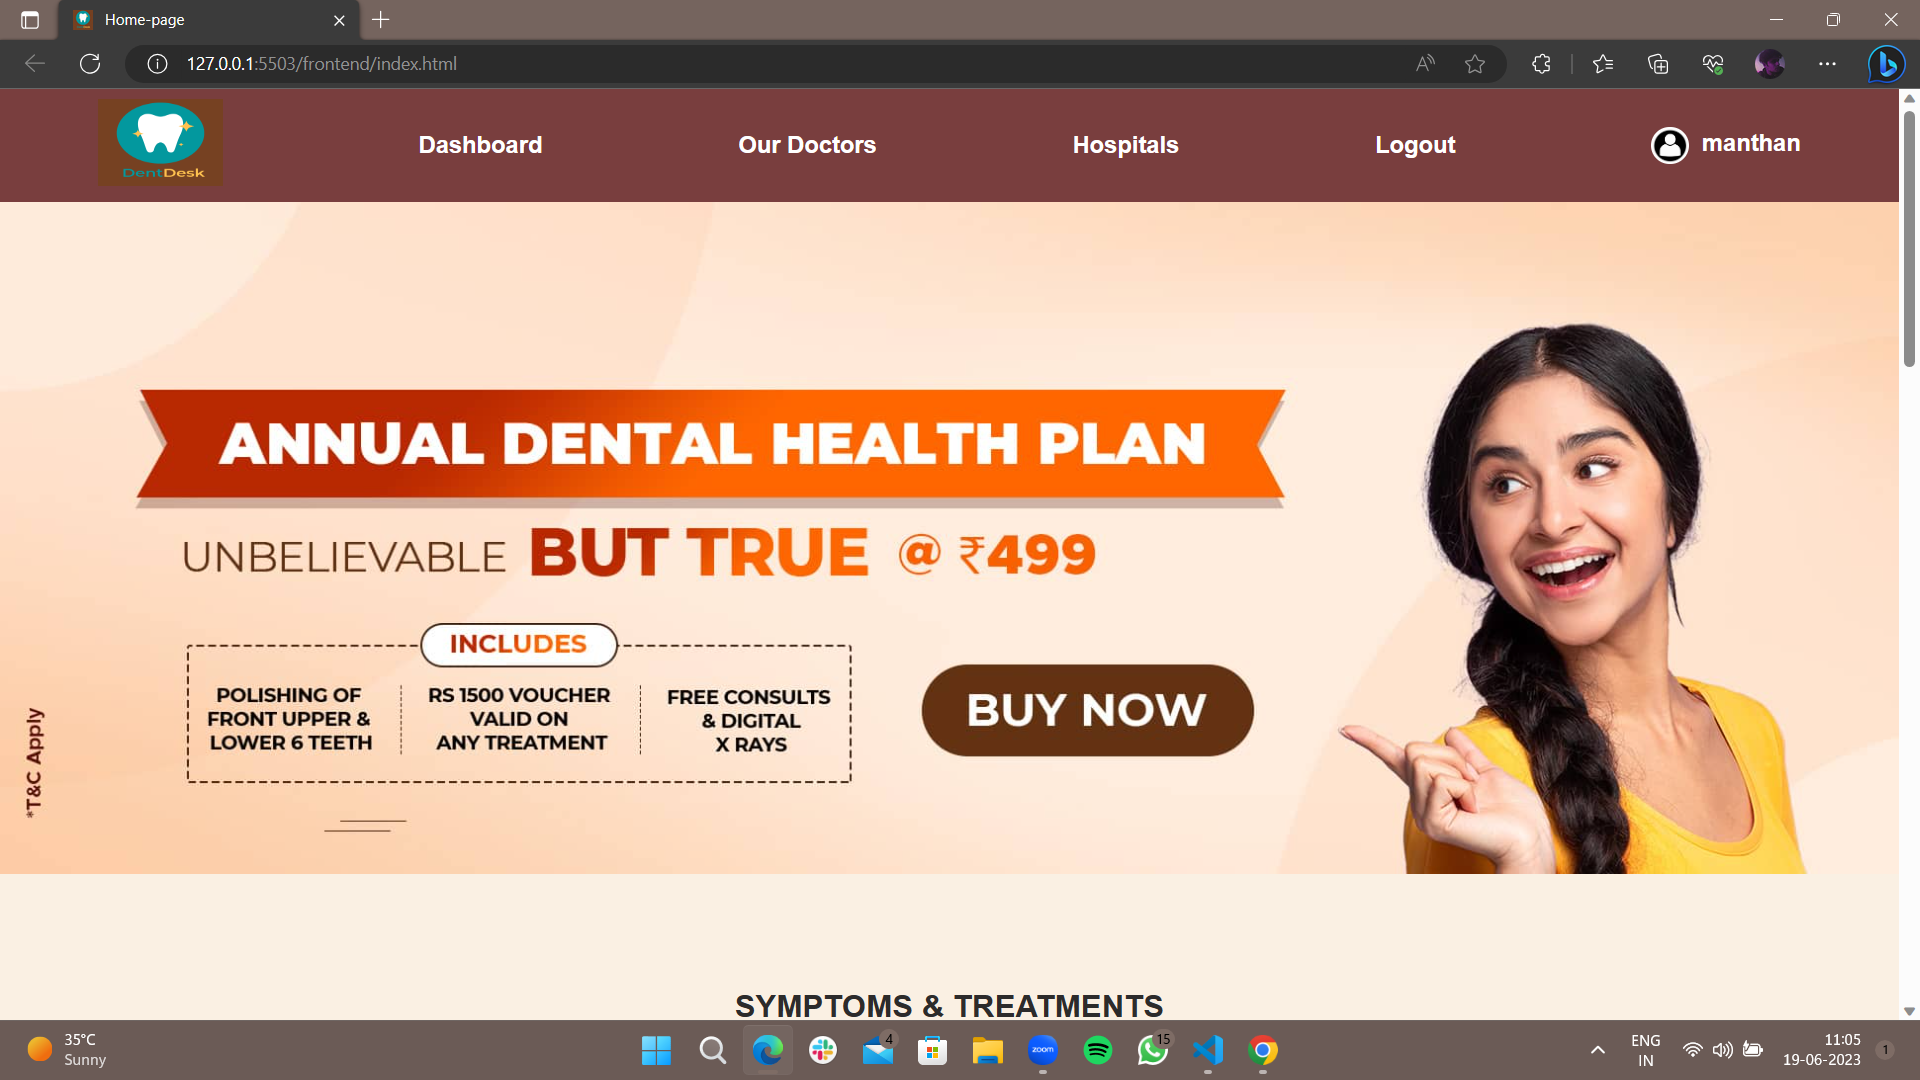 Home-page
127.0.0.1:5503/frontend/index.html
DentDesk
Dashboard
Our Doctors
Hospitals
Logout
manthan
ANNUAL DENTAL HEALTH PLAN
UNBELIEVABLE BUT TRUE @ ₹499
INCLUDES
POLISHING OF
FRONT UPPER &
LOWER 6 TEETH
RS 1500 VOUCHER
VALID ON
ANY TREATMENT
FREE CONSULTS
& DIGITAL
X RAYS
BUY NOW
*T&C Apply
SYMPTOMS & TREATMENTS
35°C
Sunny
4
zoom
15
ENG
IN
11:05
19-06-2023
1